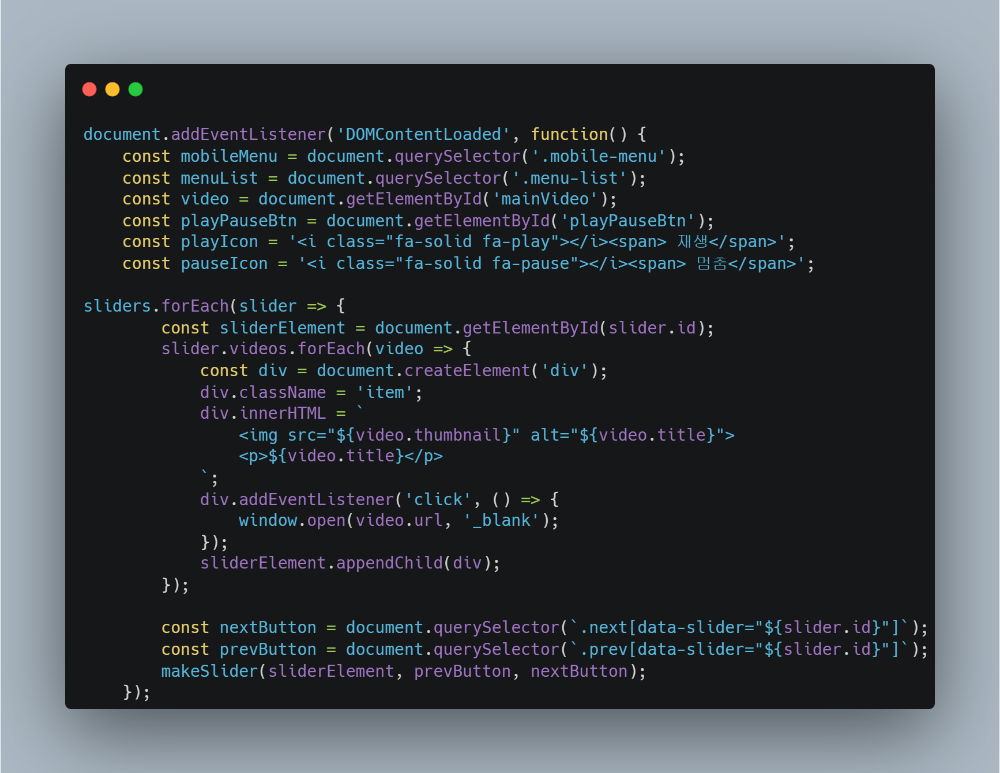 document.addEventListener('DOMContentLoaded', function() {
    const mobileMenu = document.querySelector('.mobile-menu');
    const menuList = document.querySelector('.menu-list');
    const video = document.getElementById('mainVideo');
    const playPauseBtn = document.getElementById('playPauseBtn');
    const playIcon = '<i class="fa-solid fa-play"></i><span> 재생</span>';
    const pauseIcon = '<i class="fa-solid fa-pause"></i><span> 멈춤</span>';

sliders.forEach(slider => {
        const sliderElement = document.getElementById(slider.id);
        slider.videos.forEach(video => {
            const div = document.createElement('div');
            div.className = 'item';
            div.innerHTML = `
                <img src="${video.thumbnail}" alt="${video.title}">
                <p>${video.title}</p>
            `;
            div.addEventListener('click', () => {
                window.open(video.url, '_blank');
            });
            sliderElement.appendChild(div);
        });

        const nextButton = document.querySelector(`.next[data-slider="${slider.id}"]`);
        const prevButton = document.querySelector(`.prev[data-slider="${slider.id}"]`);
        makeSlider(sliderElement, prevButton, nextButton);
    });